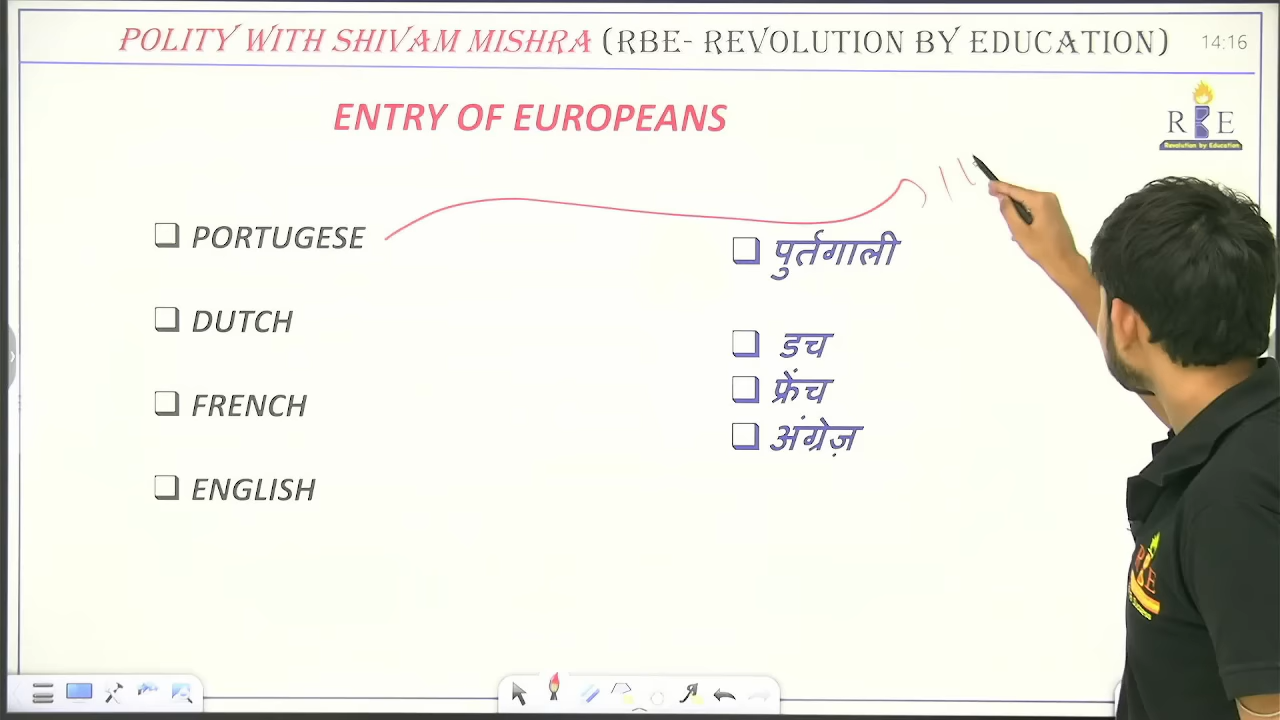 POLITY WITH SHIVAM MISHRA (RBE- REVOLUTION BY EDUCATION) 14:16
ENTRY OF EUROPEANS
RBE
Revolution by Education
PORTUGESE
DUTCH
FRENCH
ENGLISH
पुर्तगाली
डच
फ्रेंच
अंग्रेज़